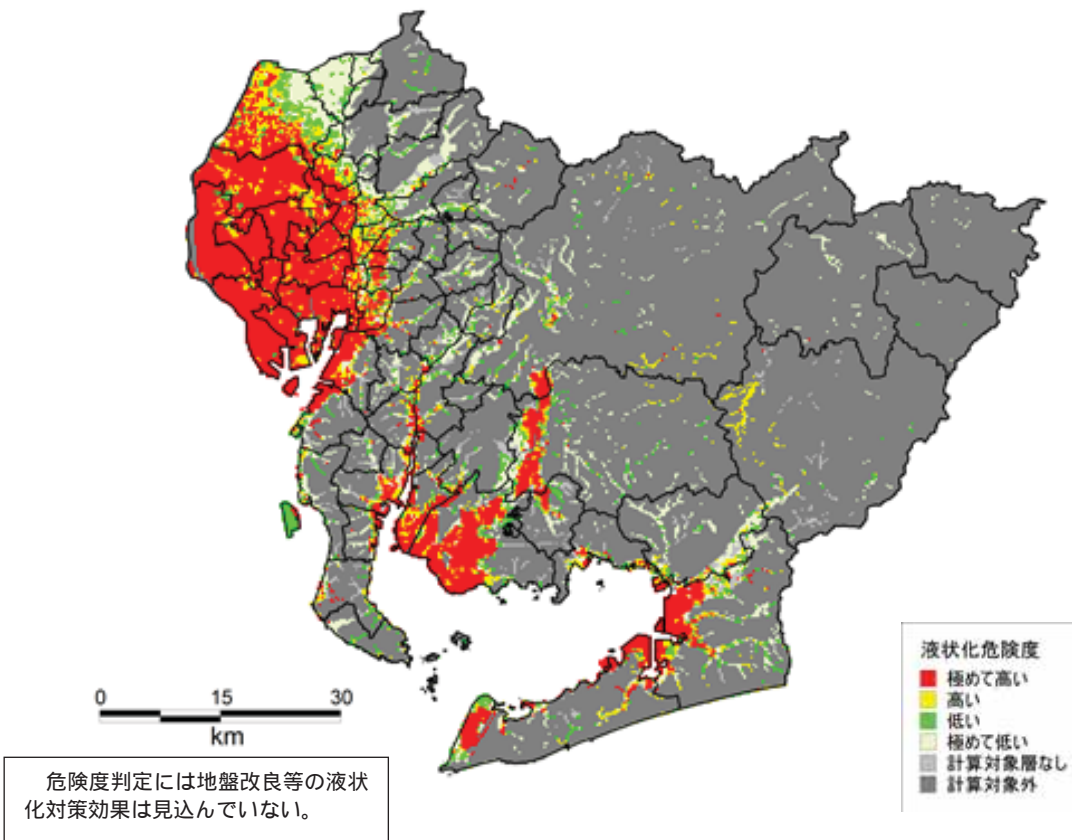 0 15 30
km
危険度判定には地盤改良等の液状
化対策効果は見込んでいない。
液状化危険度
極めて高い
高い
低い
極めて低い
計算対象層なし
計算対象外